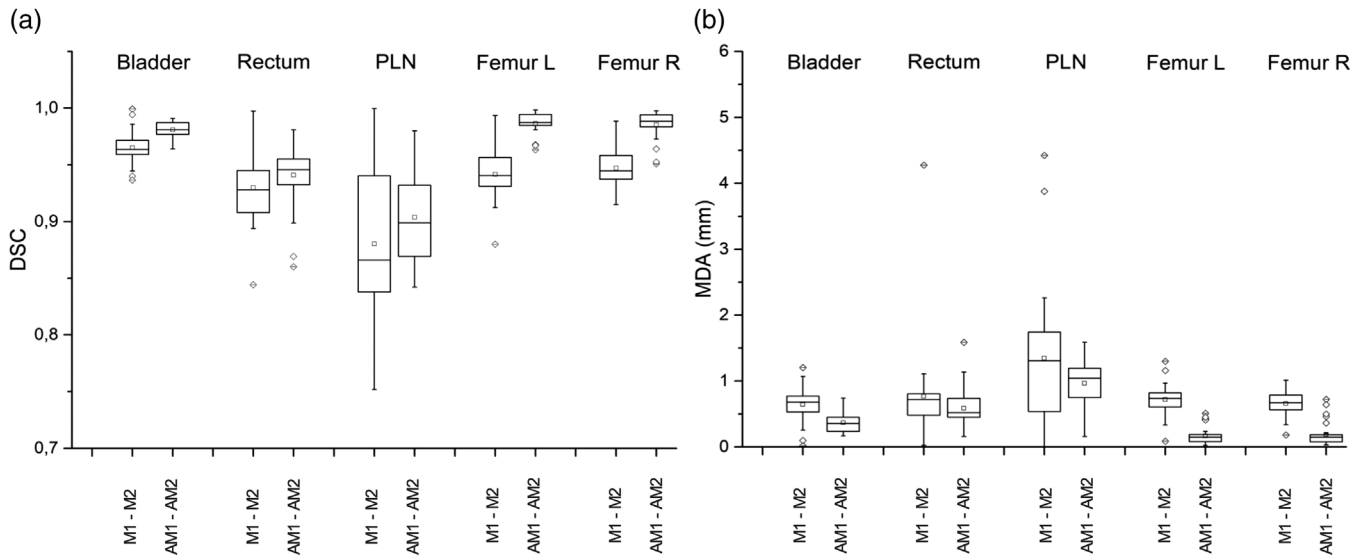 (a)
Bladder Rectum PLN Femur L Femur R
1,0
0,9
0,8
0,7
DSC
M1 - M2 AM1 - AM2 M1 - M2 AM1 - AM2 M1 - M2 AM1 - AM2 M1 - M2 AM1 - AM2 M1 - M2 AM1 - AM2
(b)
Bladder Rectum PLN Femur L Femur R
6
5
4
3
2
1
0
MDA (mm)
M1 - M2 AM1 - AM2 M1 - M2 AM1 - AM2 M1 - M2 AM1 - AM2 M1 - M2 AM1 - AM2 M1 - M2 AM1 - AM2